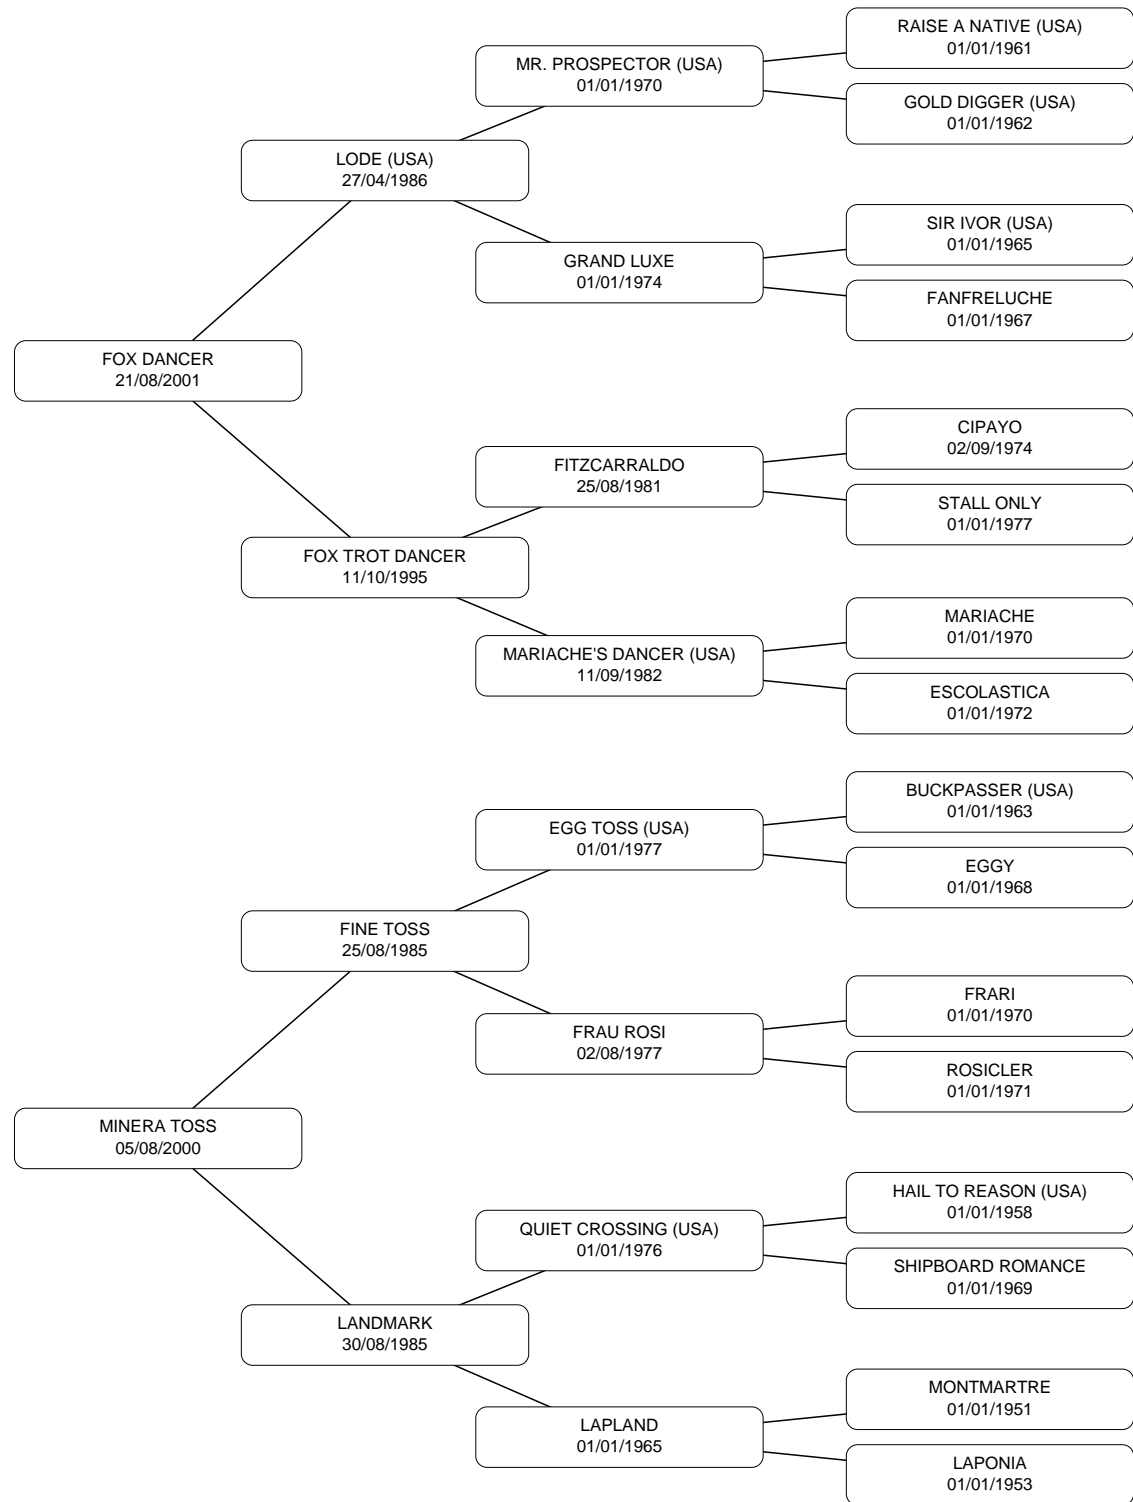 RAISE A NATIVE (USA)
01/01/1961
MR. PROSPECTOR (USA)
01/01/1970
GOLD DIGGER (USA)
01/01/1962
LODE (USA)
27/04/1986
SIR IVOR (USA)
01/01/1965
GRAND LUXE
01/01/1974
FANFRELUCHE
01/01/1967
FOX DANCER
21/08/2001
CIPAYO
02/09/1974
FITZCARRALDO
25/08/1981
STALL ONLY
01/01/1977
FOX TROT DANCER
11/10/1995
MARIACHE
01/01/1970
MARIACHE'S DANCER (USA)
11/09/1982
ESCOLASTICA
01/01/1972
BUCKPASSER (USA)
01/01/1963
EGG TOSS (USA)
01/01/1977
EGGY
01/01/1968
FINE TOSS
25/08/1985
FRARI
01/01/1970
FRAU ROSI
02/08/1977
ROSICLER
01/01/1971
MINERA TOSS
05/08/2000
HAIL TO REASON (USA)
01/01/1958
QUIET CROSSING (USA)
01/01/1976
SHIPBOARD ROMANCE
01/01/1969
LANDMARK
30/08/1985
MONTMARTRE
01/01/1951
LAPLAND
01/01/1965
LAPONIA
01/01/1953